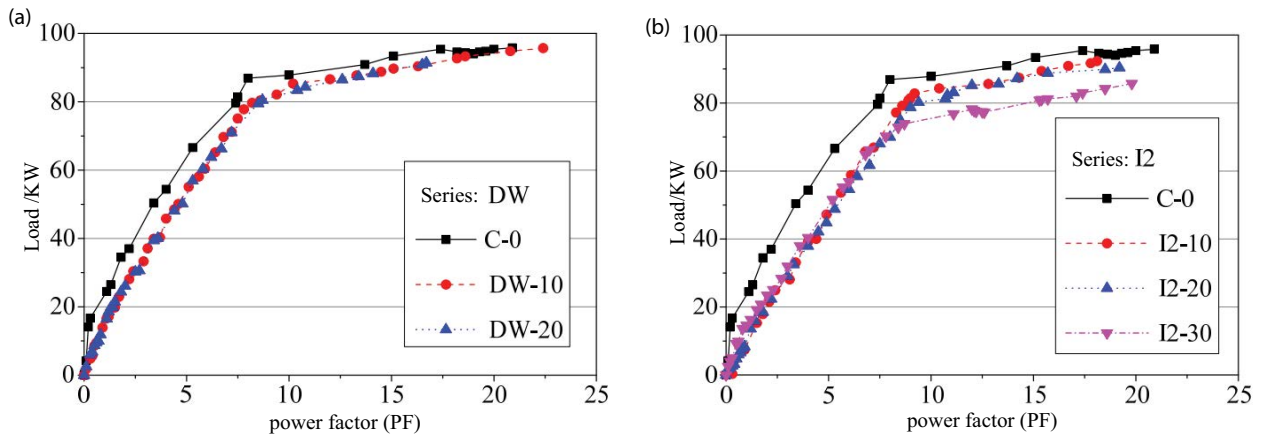 (a)
100
80
60
40
20
0
Load /KW
0 5 10 15 20 25
power factor (PF)
Series: DW
C-0
DW-10
DW-20
(b)
100
80
60
40
20
0
Load/KW
0 5 10 15 20 25
power factor (PF)
Series: I2
C-0
I2-10
I2-20
I2-30